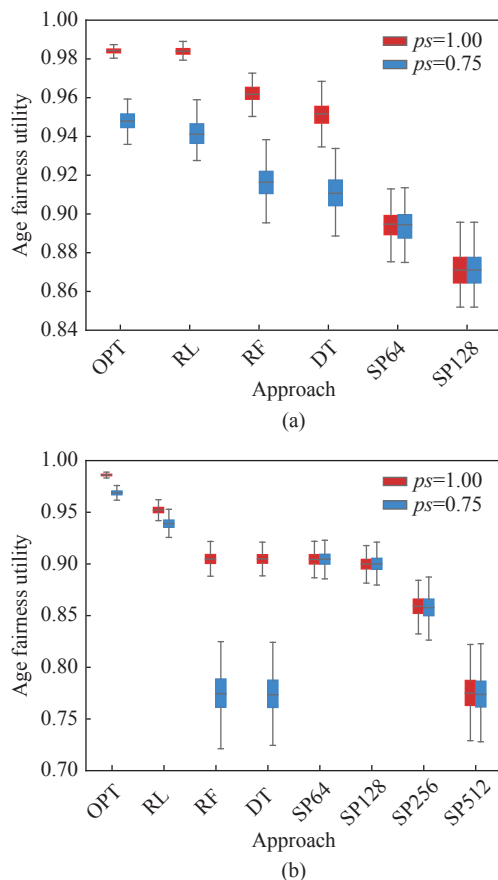 1.00
ps=1.00
ps=0.75
0.98
0.96
0.94
0.92
0.90
0.88
0.86
0.84
Age fairness utility
OPT
RL
RF
DT
SP64
SP128
Approach
(a)
1.00
ps=1.00
ps=0.75
0.95
0.90
0.85
0.80
0.75
0.70
Age fairness utility
OPT
RL
RF
DT
SP64
SP128
SP256
SP512
Approach
(b)